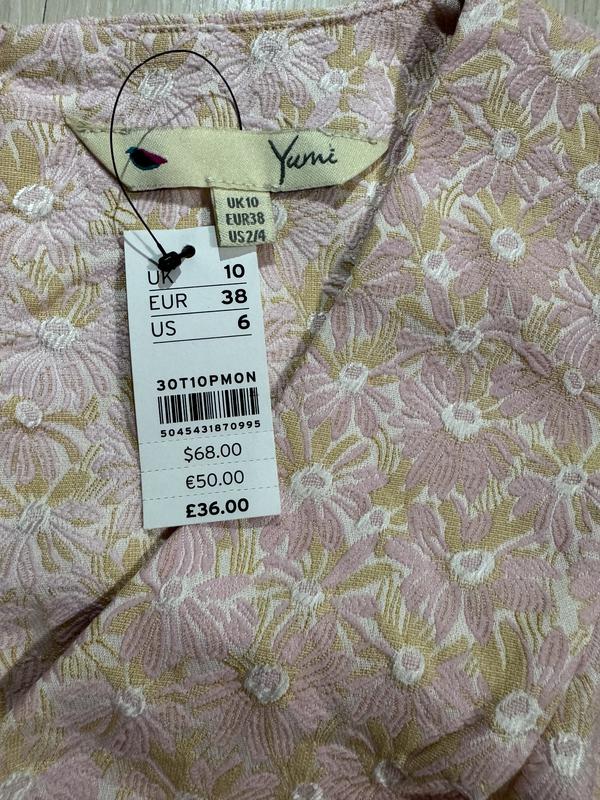 Yumi
UK10
EUR38
US2/4
UK 10
EUR 38
US 6
30T10PMON
5045431870995
$68.00
€50.00
£36.00